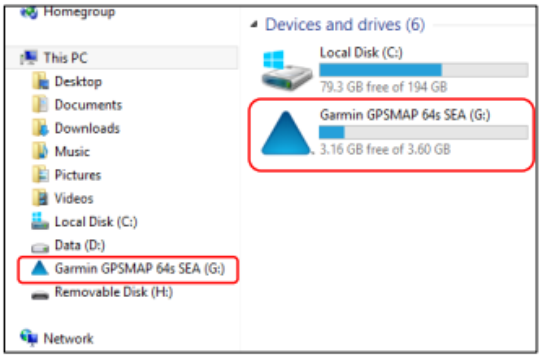 Homegroup
This PC
Desktop
Documents
Downloads
Music
Pictures
Videos
Local Disk (C:)
Data (D:)
Garmin GPSMAP 64s SEA (G:)
Removable Disk (H:)
Network
Devices and drives (6)
Local Disk (C:)
79.3 GB free of 194 GB
Garmin GPSMAP 64s SEA (G:)
3.16 GB free of 3.60 GB